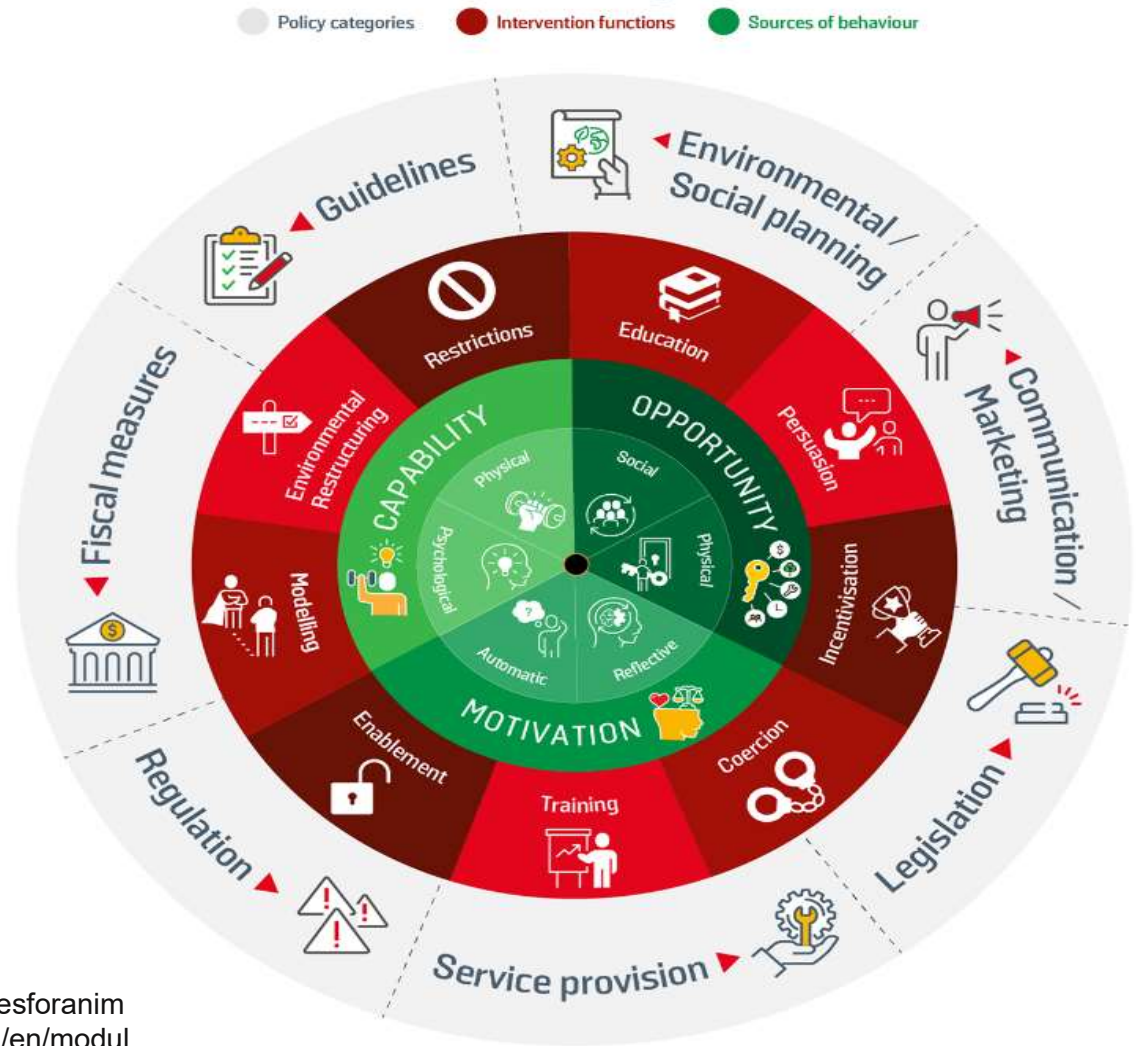 Policy categories
Intervention functions
Sources of behaviour
Guidelines
Environmental /
Social planning
Communication /
Marketing
Legislation
Service provision
Regulation
Fiscal measures
Restrictions
Education
Persuasion
Incentivisation
Coercion
Training
Enablement
Modelling
Environmental
Restructuring
CAPABILITY
OPPORTUNITY
MOTIVATION
Physical
Social
Physical
Reflective
Automatic
Psychological
esforanim
/en/modul